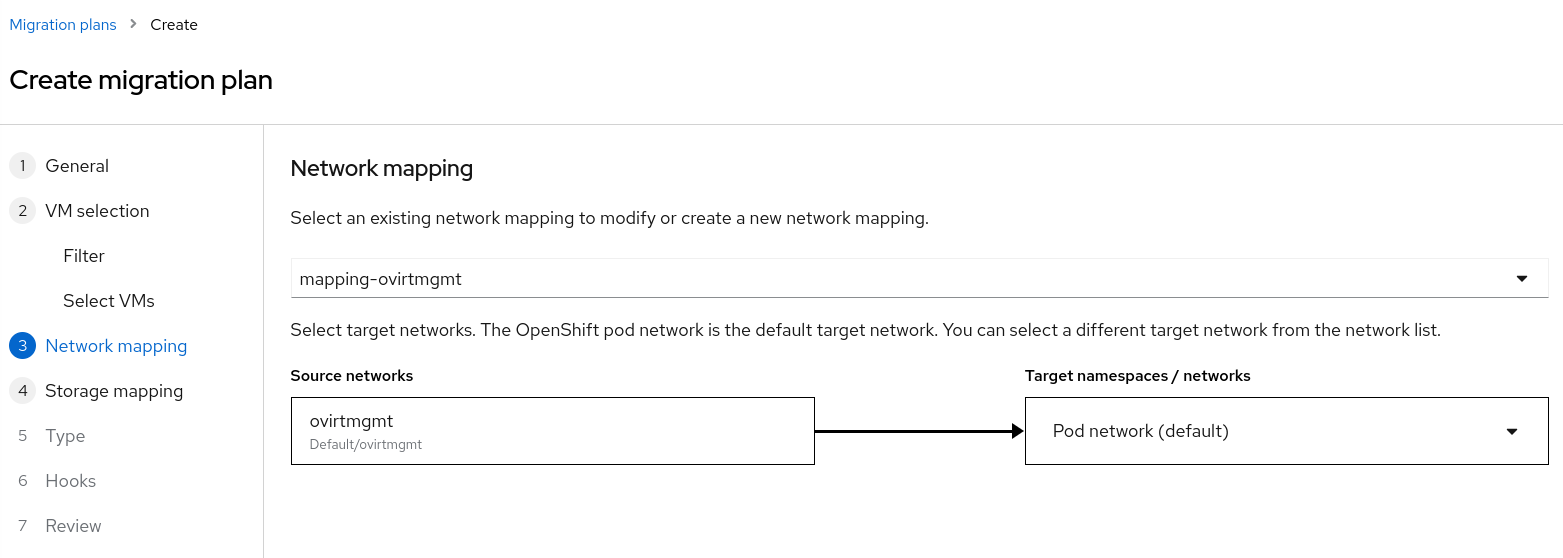 Migration plans > Create
Create migration plan
1 General
2 VM selection
Filter
Select VMs
3 Network mapping
4 Storage mapping
5 Type
6 Hooks
7 Review
Network mapping
Select an existing network mapping to modify or create a new network mapping.
mapping-ovirtmgmt
Select target networks. The OpenShift pod network is the default target network. You can select a different target network from the network list.
Source networks
ovirtmgmt
Default/ovirtmgmt
Target namespaces / networks
Pod network (default)